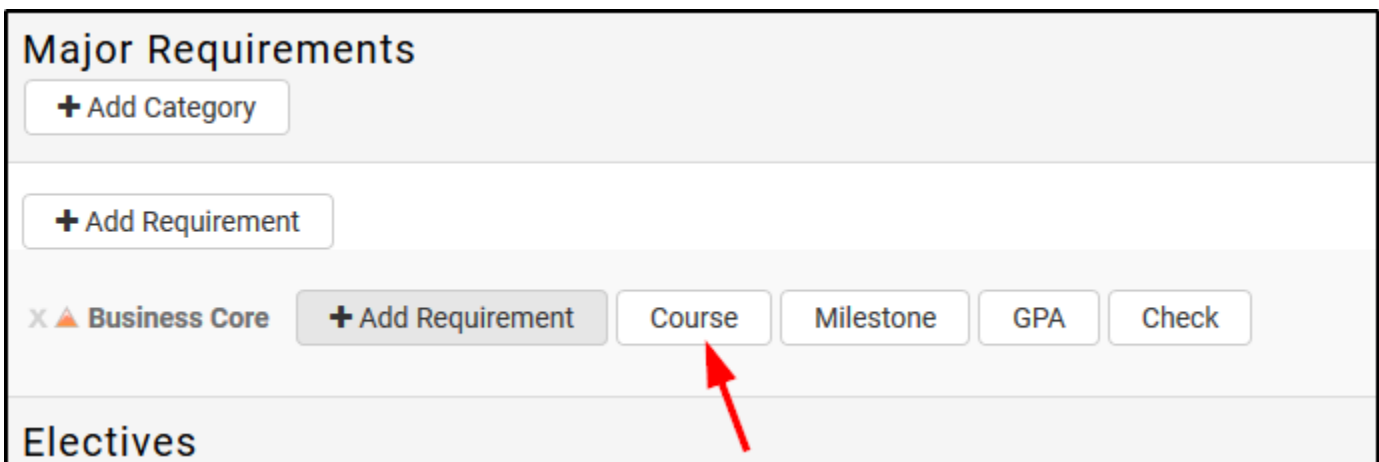 Major Requirements
+ Add Category
+ Add Requirement
X Business Core + Add Requirement Course Milestone GPA Check
Electives